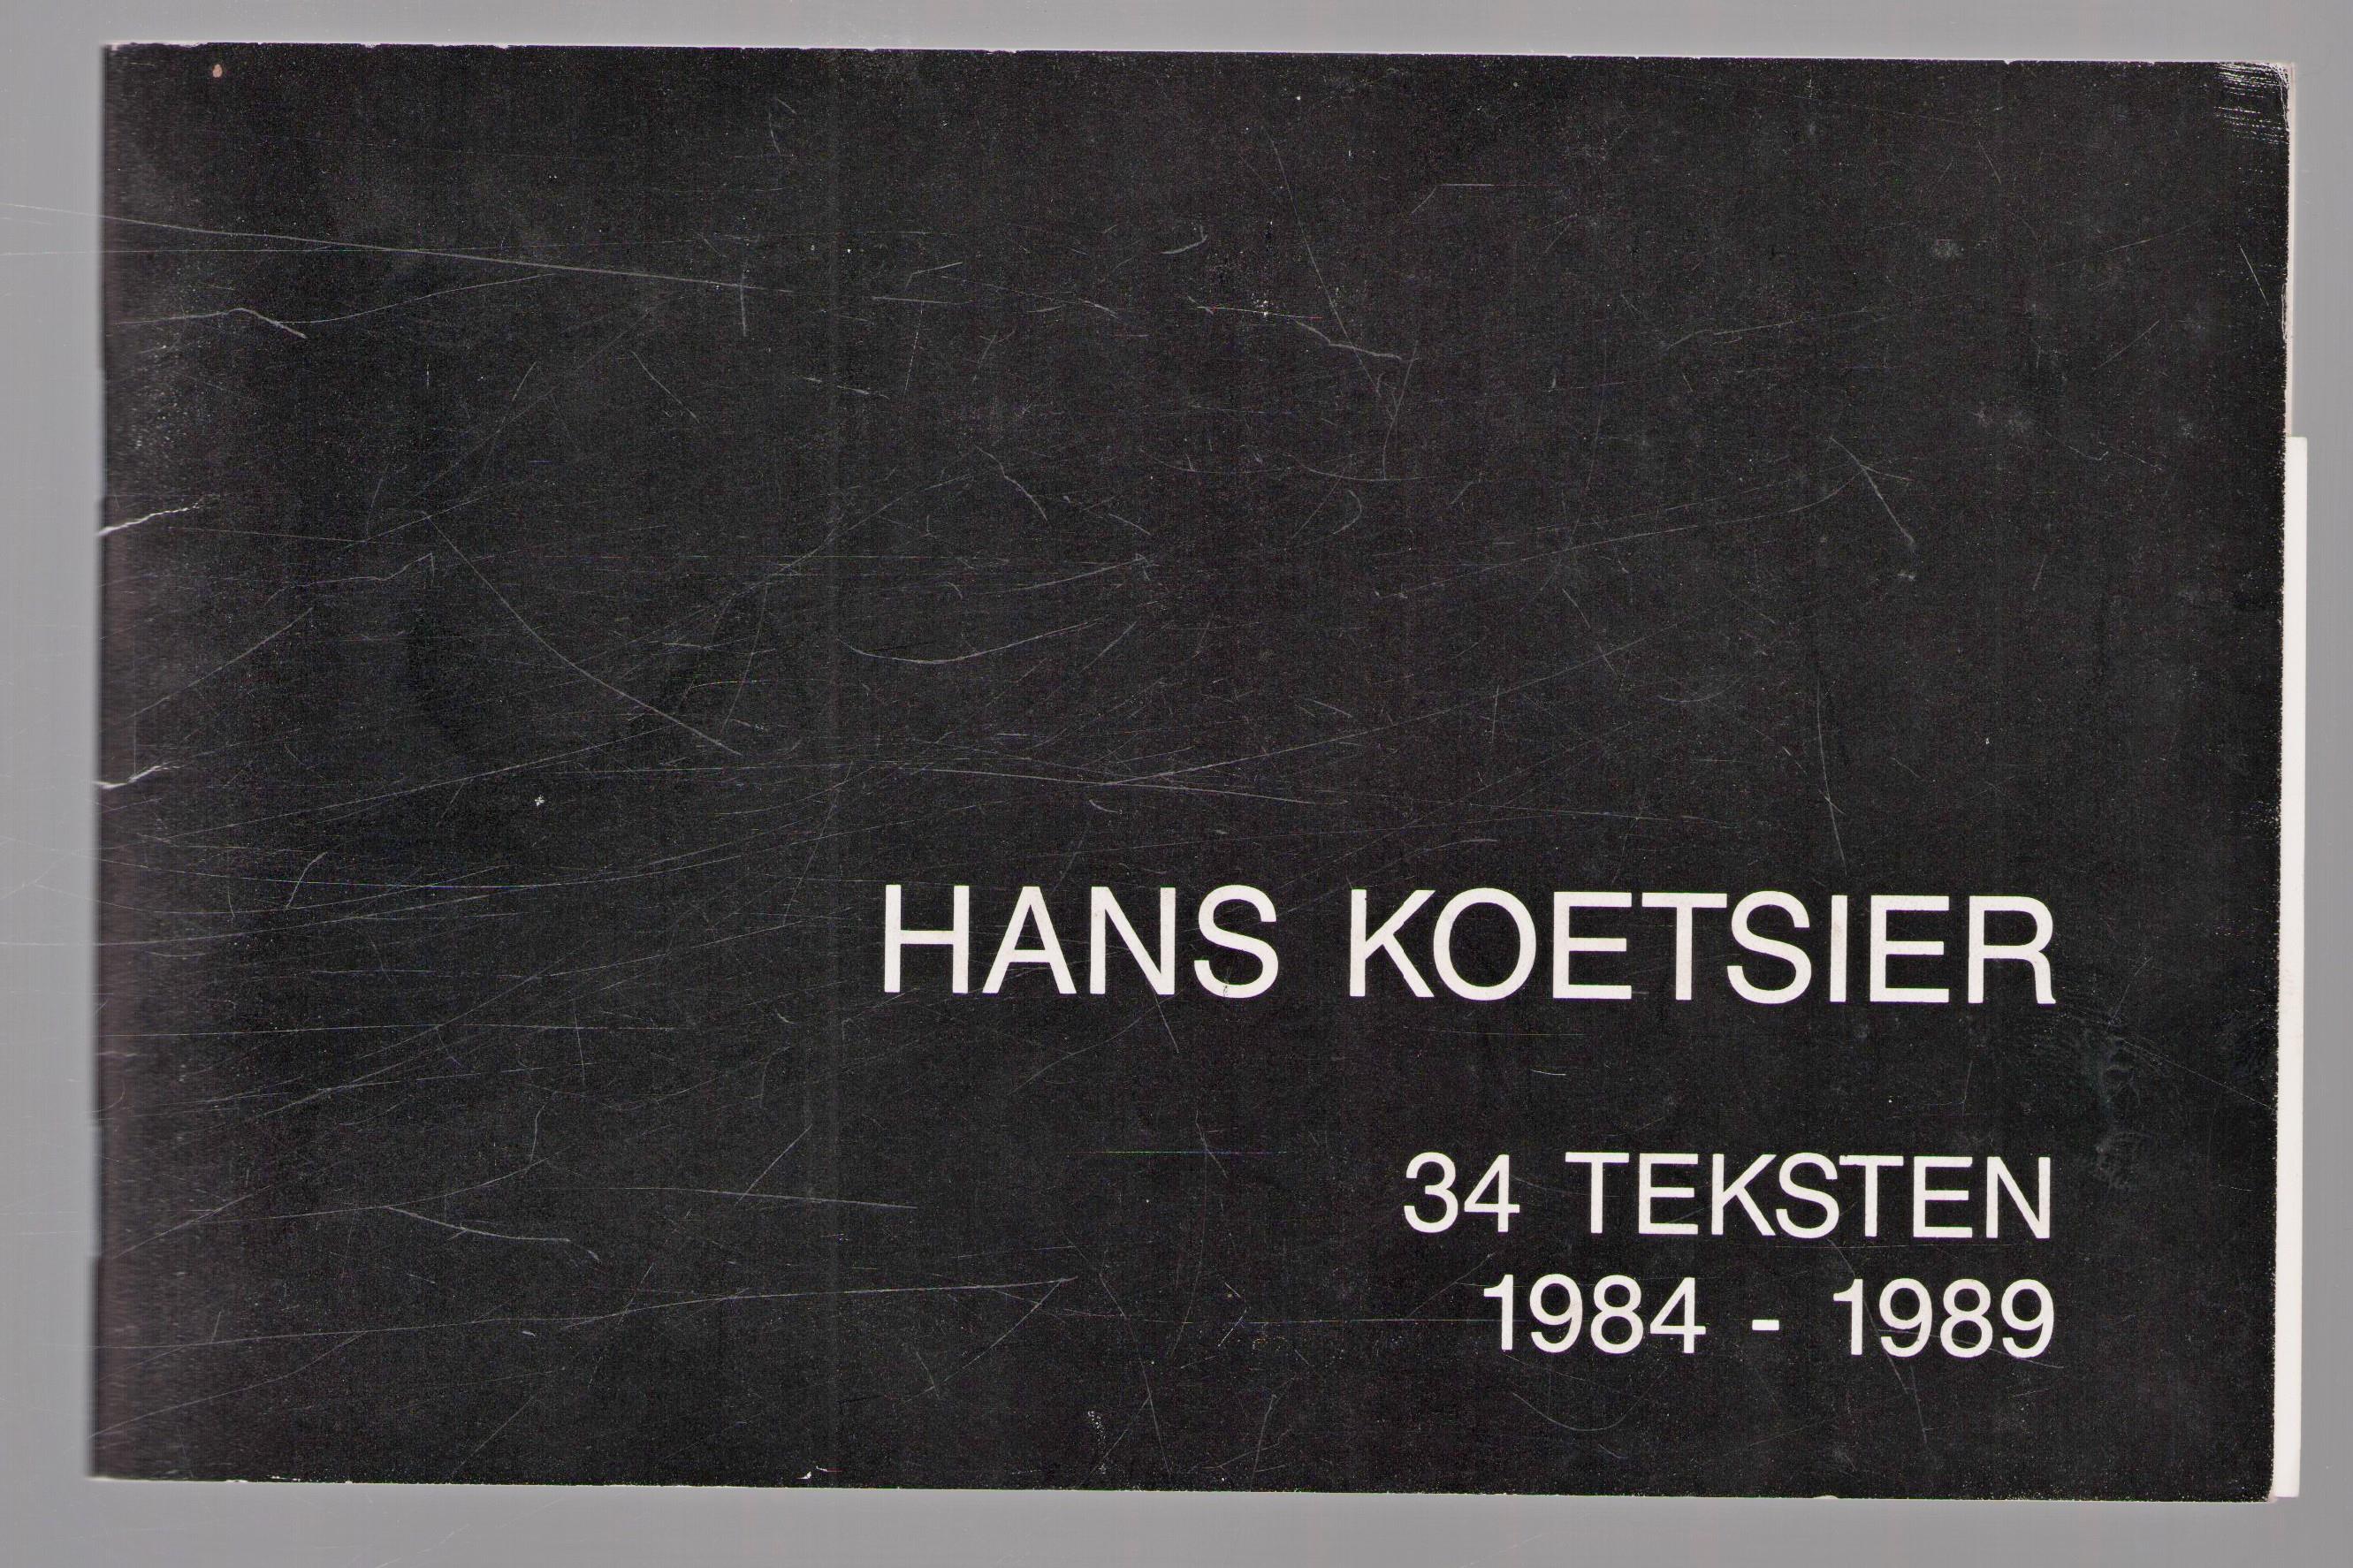 HANS KOETSIER
34 TEKSTEN
1984 - 1989